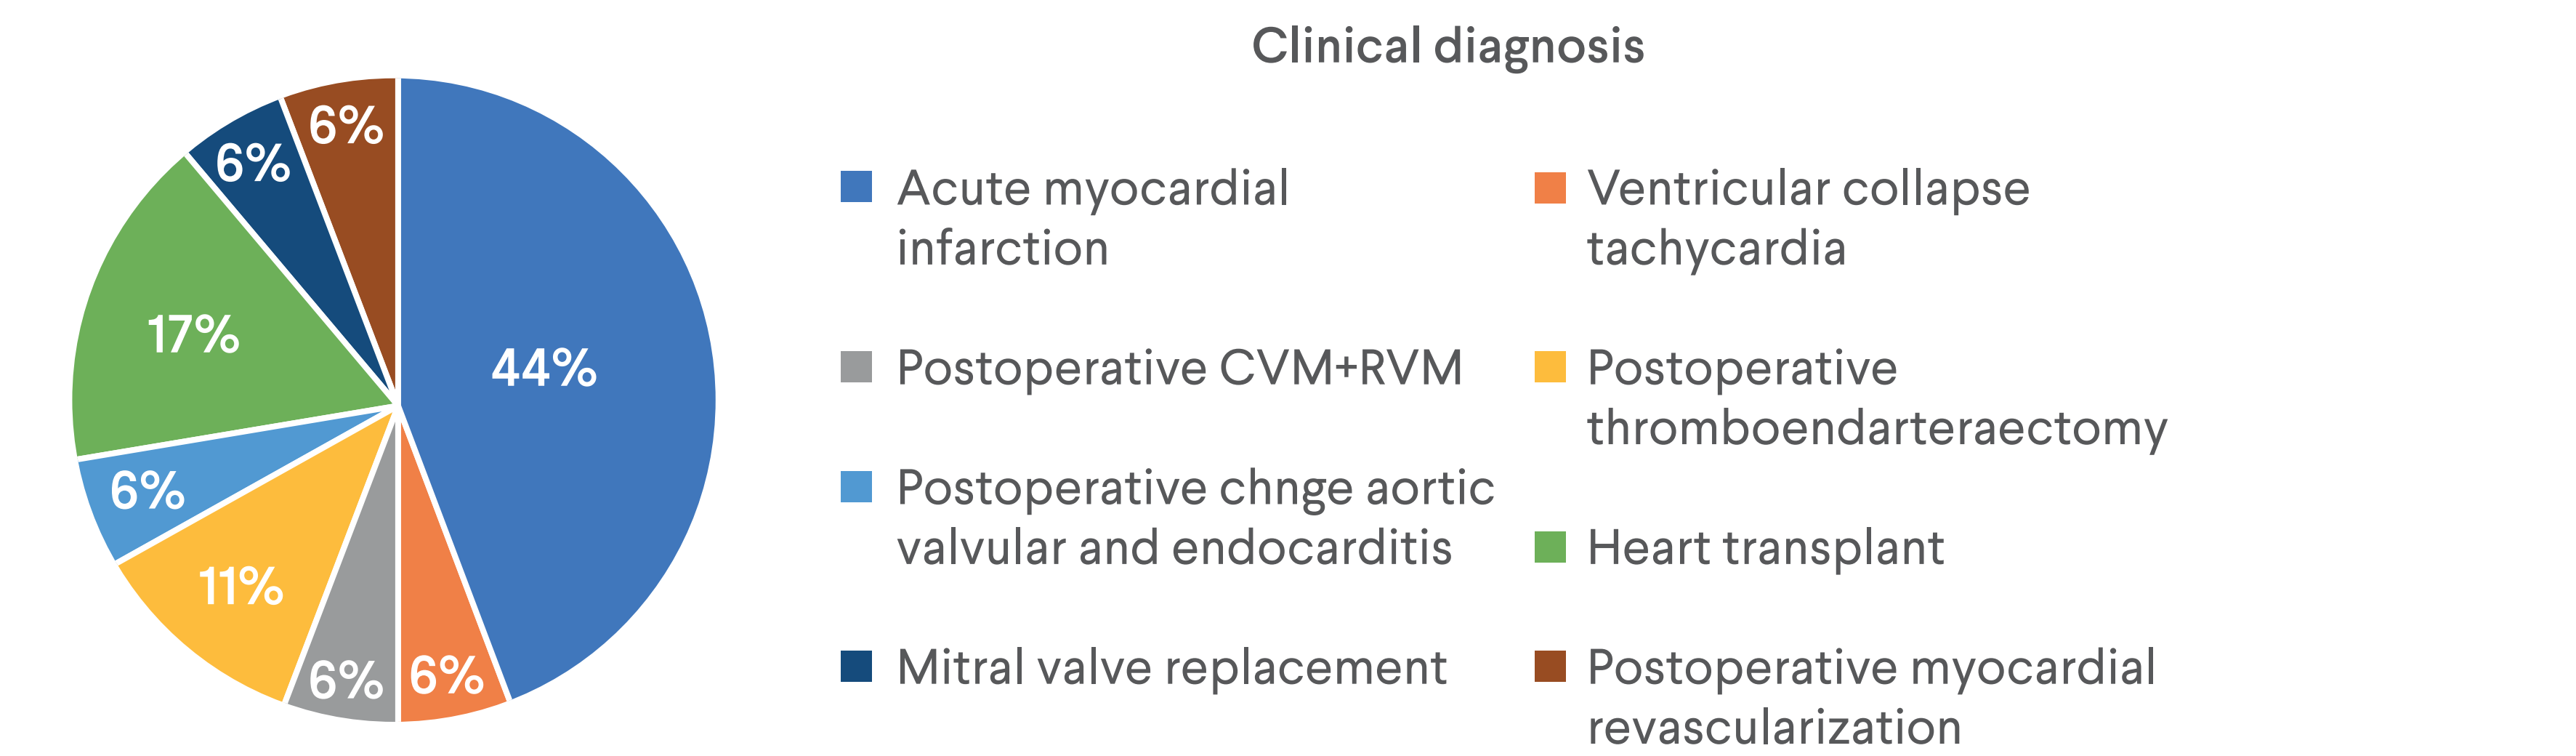 Clinical diagnosis
6%
6%
17%
44%
6%
11%
6%
6%
Acute myocardial
infarction
Ventricular collapse
tachycardia
Postoperative CVM+RVM
Postoperative
thromboendarteraectomy
Postoperative chnge aortic
valvular and endocarditis
Heart transplant
Mitral valve replacement
Postoperative myocardial
revascularization